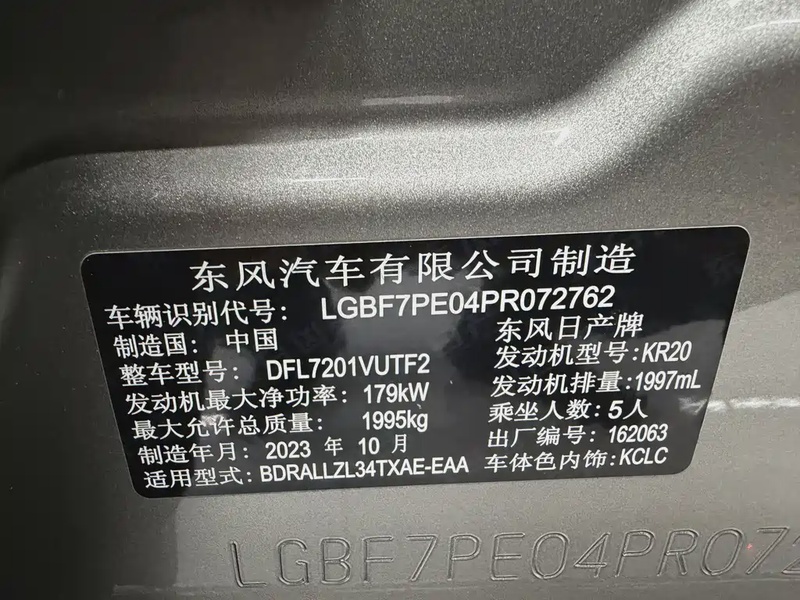 东风汽车有限公司制造
车辆识别代号: LGBF7PE04PR072762
制造国: 中国 东风日产牌
整车型号: DFL7201VUTF2 发动机型号:KR20
发动机最大净功率: 179kW 发动机排量:1997mL
最大允许总质量: 1995kg 乘坐人数:5人
制造年月:2023 年 10 月 出厂编号:162063
适用型式:BDRALLZL34TXAE-EAA 车体色内饰:KCLC
LGBF7PE04PR072